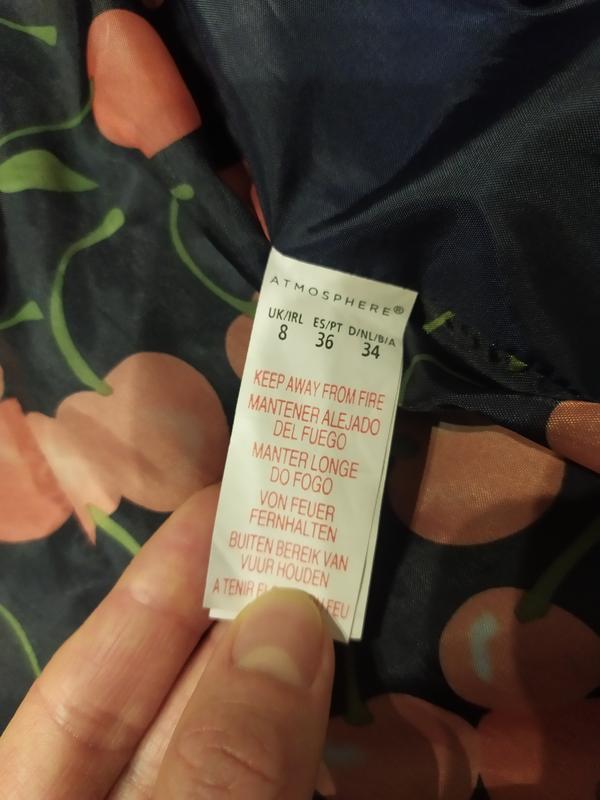 ATMOSPHERE®
UK/IRL ES/PT D/NL/B/A
8 36 34
KEEP AWAY FROM FIRE
MANTENER ALEJADO
DEL FUEGO
MANTER LONGE
DO FOGO
VON FEUER
FERNHALTEN
BUITEN BEREIK VAN
VUUR HOUDEN
A TENIR FEU